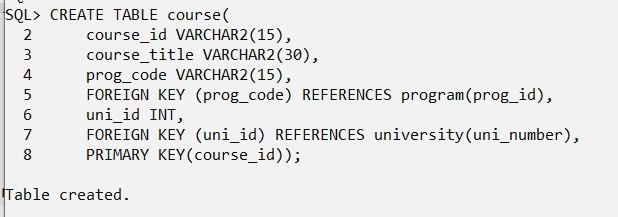 SQL> CREATE TABLE course(
2 course_id VARCHAR2(15),
3 course_title VARCHAR2(30),
4 prog_code VARCHAR2(15),
5 FOREIGN KEY (prog_code) REFERENCES program(prog_id),
6 uni_id INT,
7 FOREIGN KEY (uni_id) REFERENCES university(uni_number),
8 PRIMARY KEY(course_id));
Table created.